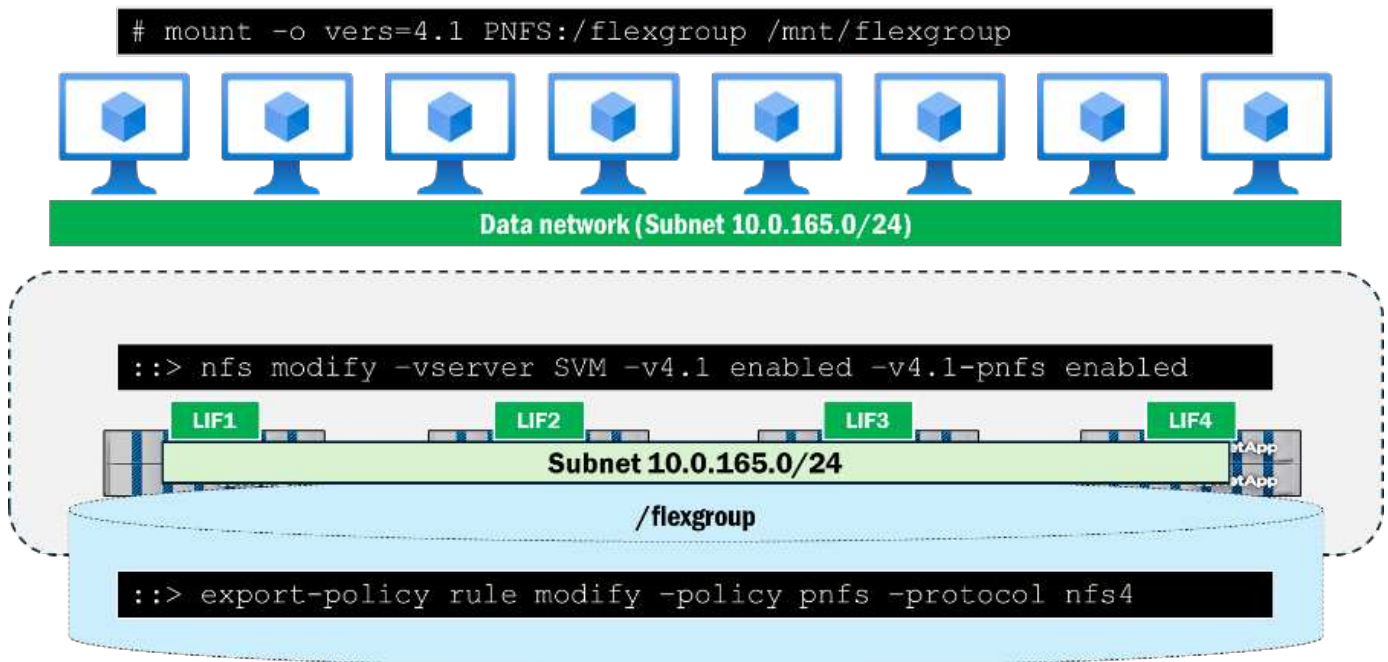 # mount -o vers=4.1 PNFS:/flexgroup /mnt/flexgroup
Data network (Subnet 10.0.165.0/24)
::> nfs modify –vserver SVM –v4.1 enabled –v4.1-pnfs enabled
LIF1 LIF2 LIF3 LIF4
Subnet 10.0.165.0/24
/flexgroup
::> export-policy rule modify –policy pnfs –protocol nfs4